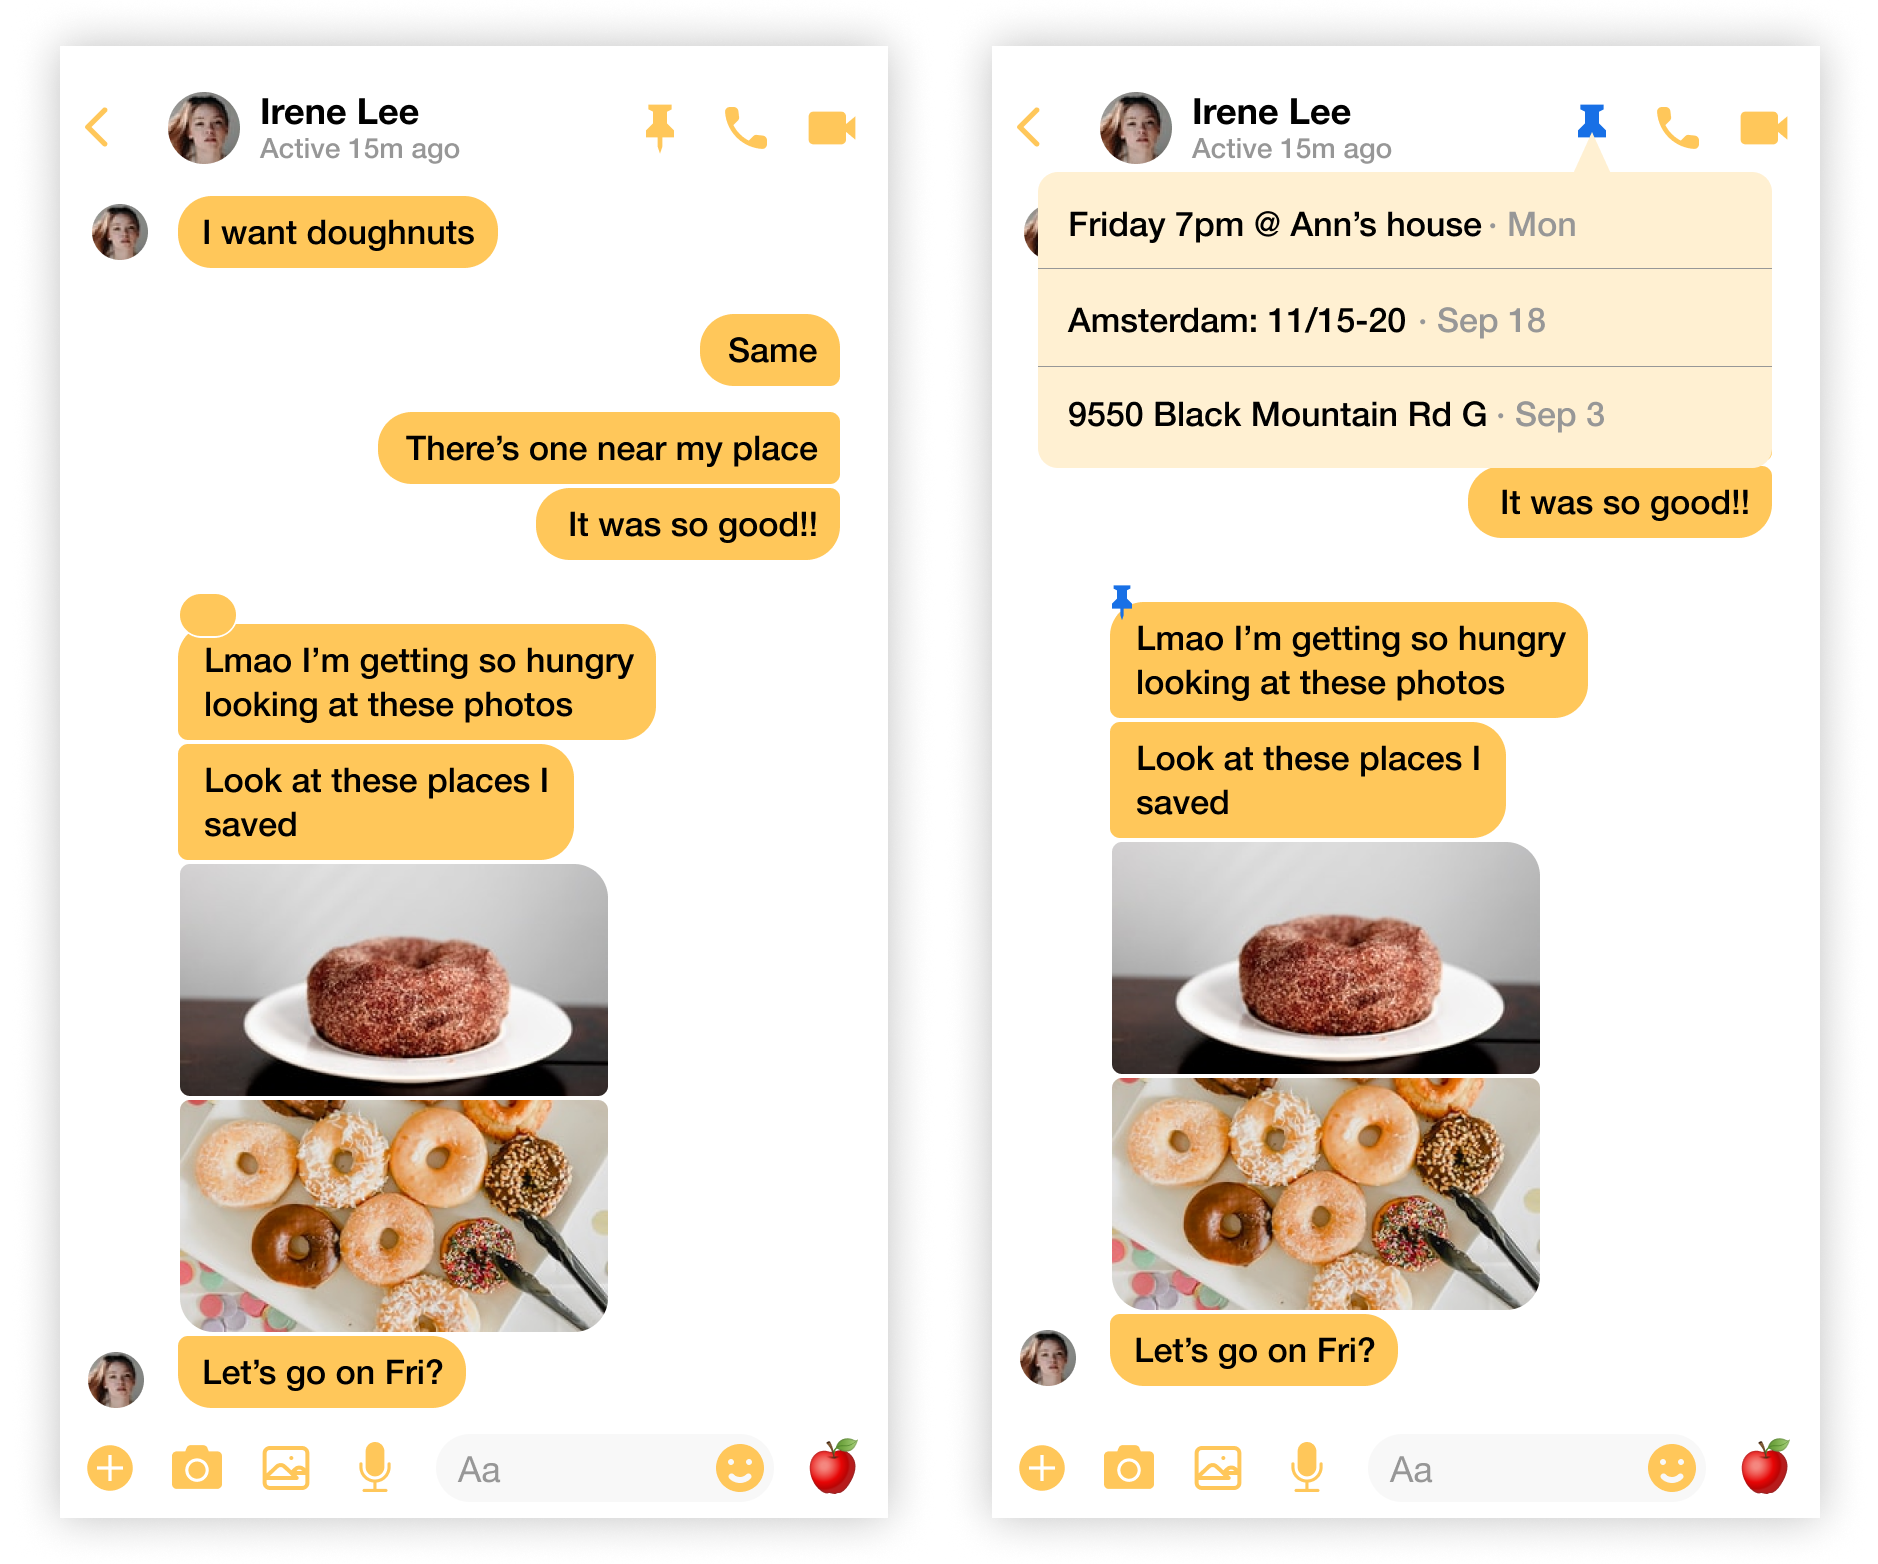 Irene Lee
Active 15m ago
I want doughnuts
Same
There’s one near my place
It was so good!!
Lmao I’m getting so hungry
looking at these photos
Look at these places I
saved
Let’s go on Fri?
Aa
Irene Lee
Active 15m ago
Friday 7pm @ Ann’s house · Mon
Amsterdam: 11/15-20 · Sep 18
9550 Black Mountain Rd G · Sep 3
It was so good!!
Lmao I’m getting so hungry
looking at these photos
Look at these places I
saved
Let’s go on Fri?
Aa